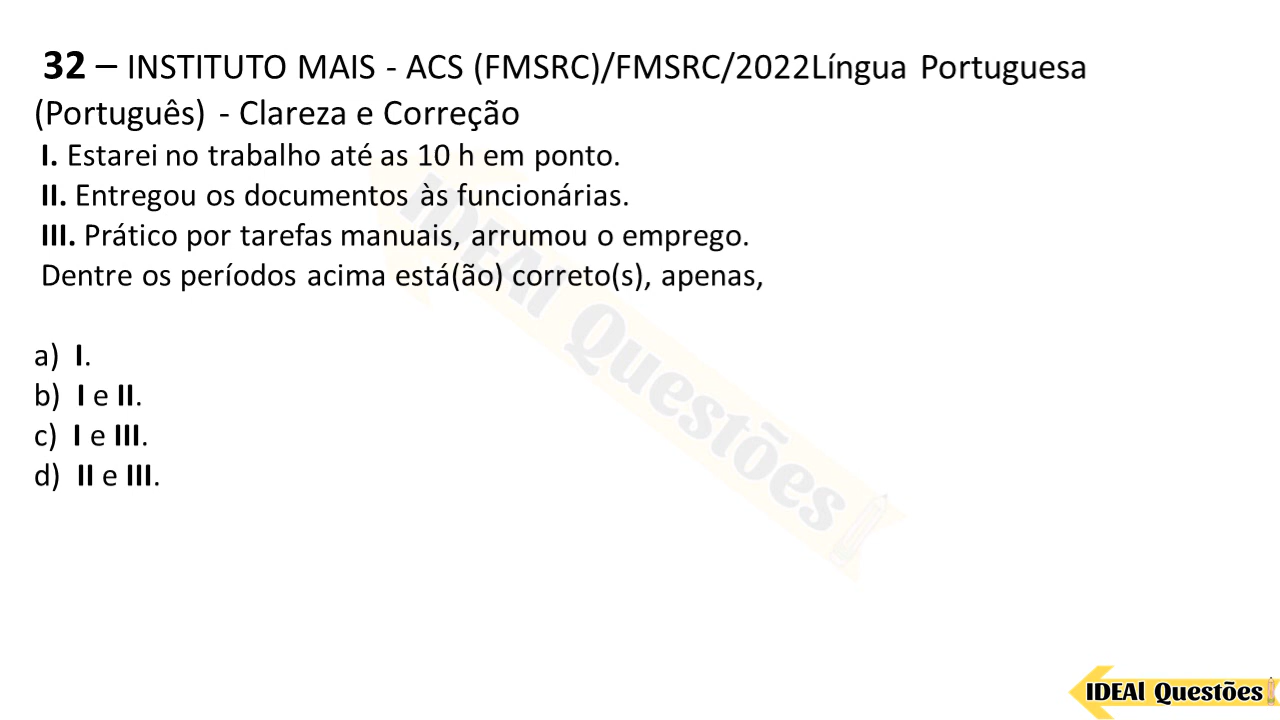 32 – INSTITUTO MAIS - ACS (FMSRC)/FMSRC/2022Língua Portuguesa
(Português) - Clareza e Correção
I. Estarei no trabalho até as 10 h em ponto.
II. Entregou os documentos às funcionárias.
III. Prático por tarefas manuais, arrumou o emprego.
Dentre os períodos acima está(ão) correto(s), apenas,
a) I.
b) I e II.
c) I e III.
d) II e III.
IDEAl Questões
IDEAl Questões